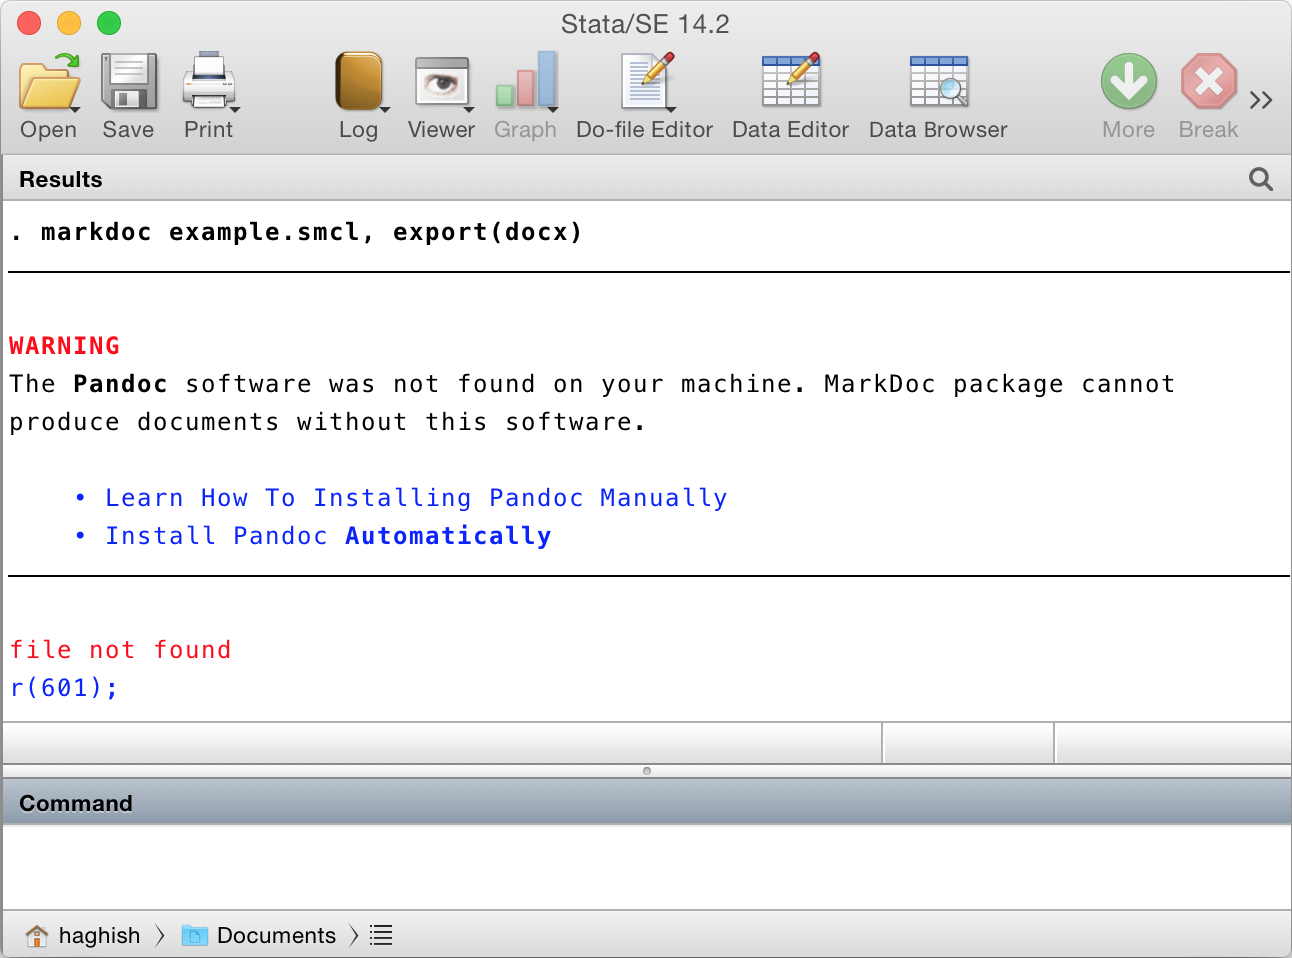 Stata/SE 14.2
Open Save Print Log Viewer Graph Do-file Editor Data Editor Data Browser More Break
Results
. markdoc example.smcl, export(docx)
WARNING
The Pandoc software was not found on your machine. MarkDoc package cannot
produce documents without this software.
• Learn How To Installing Pandoc Manually
• Install Pandoc Automatically
file not found
r(601);
Command
haghish Documents